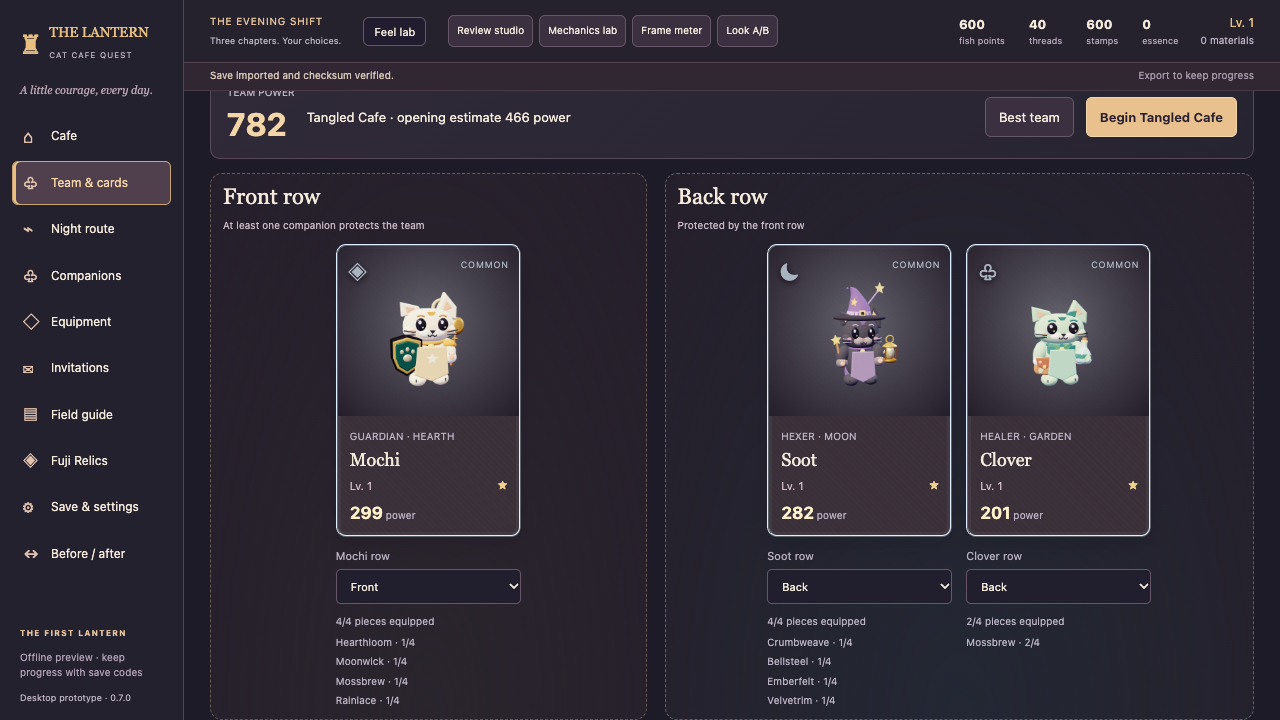 THE LANTERN
CAT CAFE QUEST
A little courage, every day.
Cafe
Team & cards
Night route
Companions
Equipment
Invitations
Field guide
Fuji Relics
Save & settings
Before / after
THE FIRST LANTERN
Offline preview · keep
progress with save codes
Desktop prototype · 0.7.0
THE EVENING SHIFT
Three chapters. Your choices.
Feel lab
Review studio
Mechanics lab
Frame meter
Look A/B
600
fish points
40
threads
600
stamps
0
essence
Lv. 1
0 materials
Save imported and checksum verified.
Export to keep progress
TEAM POWER
782
Tangled Cafe · opening estimate 466 power
Best team
Begin Tangled Cafe
Front row
At least one companion protects the team
COMMON
GUARDIAN · HEARTH
Mochi
Lv. 1
299 power
Mochi row
Front
4/4 pieces equipped
Hearthloom · 1/4
Moonwick · 1/4
Mossbrew · 1/4
Rainlace · 1/4
Back row
Protected by the front row
COMMON
HEXER · MOON
Soot
Lv. 1
282 power
Soot row
Back
4/4 pieces equipped
Crumbweave · 1/4
Bellsteel · 1/4
Emberfelt · 1/4
Velvetrim · 1/4
COMMON
HEALER · GARDEN
Clover
Lv. 1
201 power
Clover row
Back
2/4 pieces equipped
Mossbrew · 2/4